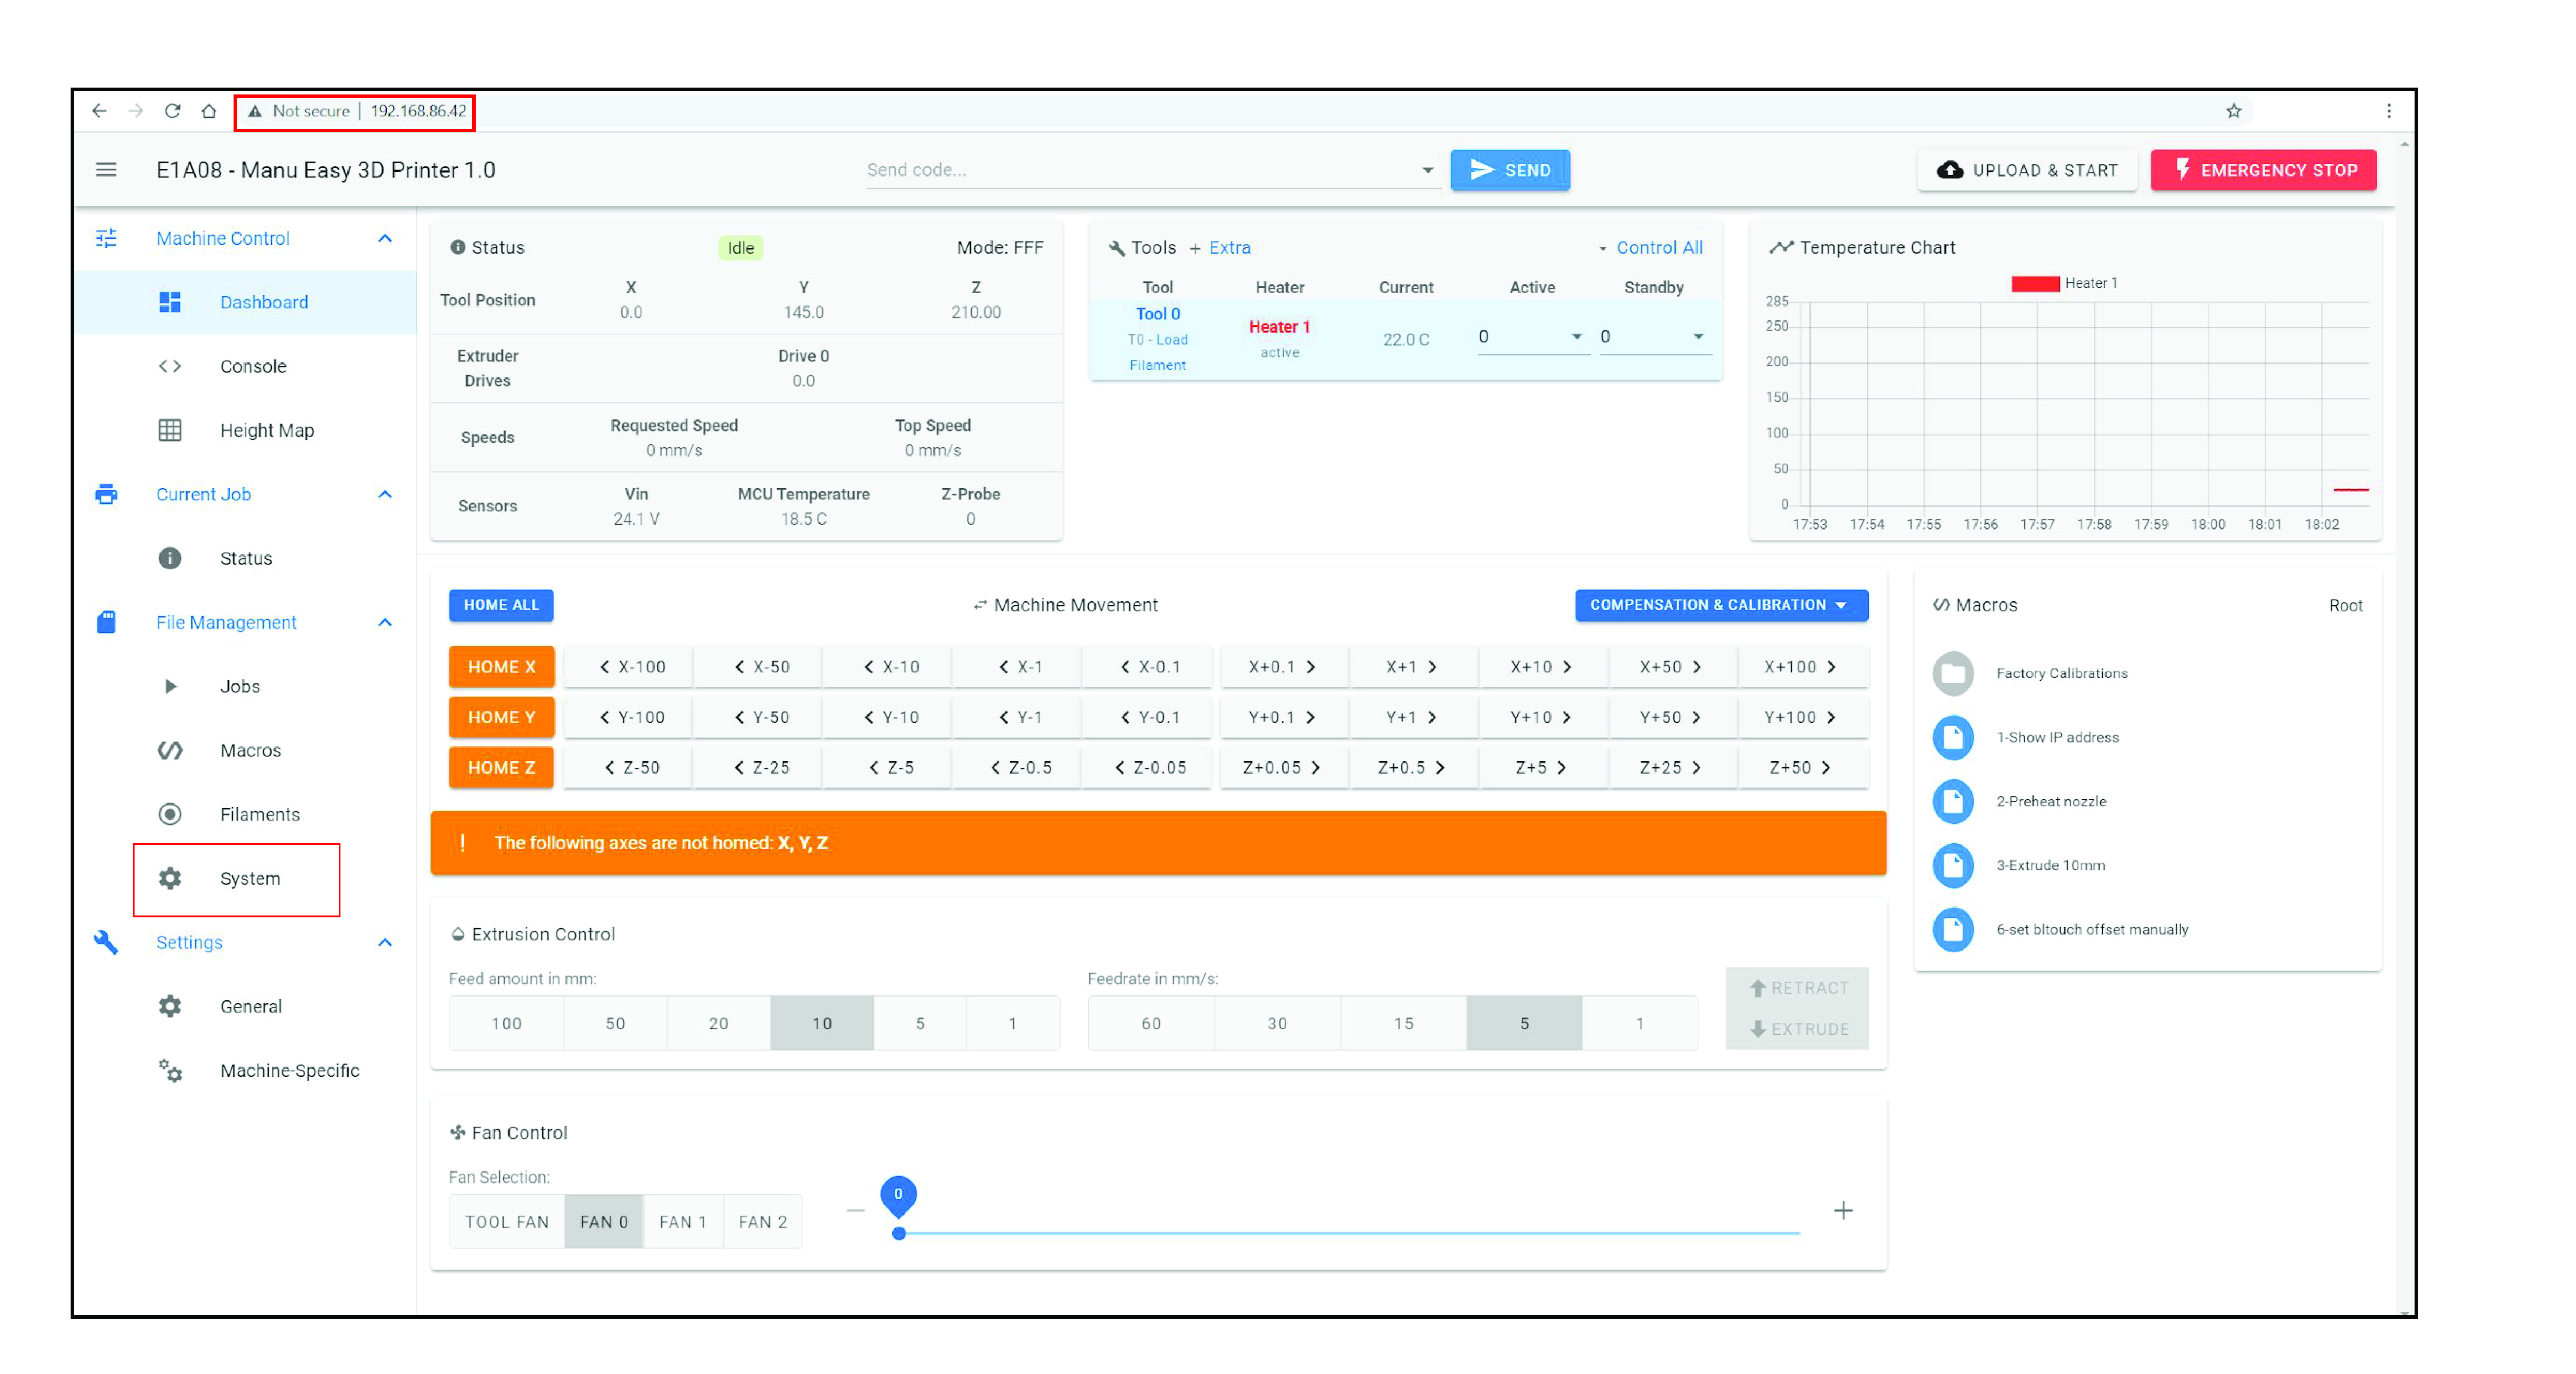 Not secure | 192.168.86.42
E1A08 - Manu Easy 3D Printer 1.0
Send code...
SEND
UPLOAD & START
EMERGENCY STOP
Machine Control
Dashboard
Console
Height Map
Current Job
Status
File Management
Jobs
Macros
Filaments
System
Settings
General
Machine-Specific
Status
Idle
Mode: FFF
Tool Position
X
Y
Z
0.0
145.0
210.00
Extruder
Drives
Drive 0
0.0
Speeds
Requested Speed
Top Speed
0 mm/s
0 mm/s
Sensors
Vin
MCU Temperature
Z-Probe
24.1 V
18.5 C
0
Tools + Extra
Control All
Tool Heater Current Active Standby
Tool 0
T0 - Load
Filament
Heater 1
active
22.0 C
0
0
Temperature Chart
Heater 1
285
250
200
150
100
50
0
17:53 17:54 17:55 17:56 17:57 17:58 17:59 18:00 18:01 18:02
HOME ALL
Machine Movement
COMPENSATION & CALIBRATION
HOME X < X-100 < X-50 < X-10 < X-1 < X-0.1 X+0.1 > X+1 > X+10 > X+50 > X+100 >
HOME Y < Y-100 < Y-50 < Y-10 < Y-1 < Y-0.1 Y+0.1 > Y+1 > Y+10 > Y+50 > Y+100 >
HOME Z < Z-50 < Z-25 < Z-5 < Z-0.5 < Z-0.05 Z+0.05 > Z+0.5 > Z+5 > Z+25 > Z+50 >
! The following axes are not homed: X, Y, Z
Extrusion Control
Feed amount in mm:
100 50 20 10 5 1
Feedrate in mm/s:
60 30 15 5 1
RETRACT
EXTRUDE
Fan Control
Fan Selection:
TOOL FAN FAN 0 FAN 1 FAN 2
0
Macros
Root
Factory Calibrations
1-Show IP address
2-Preheat nozzle
3-Extrude 10mm
6-set bltouch offset manually